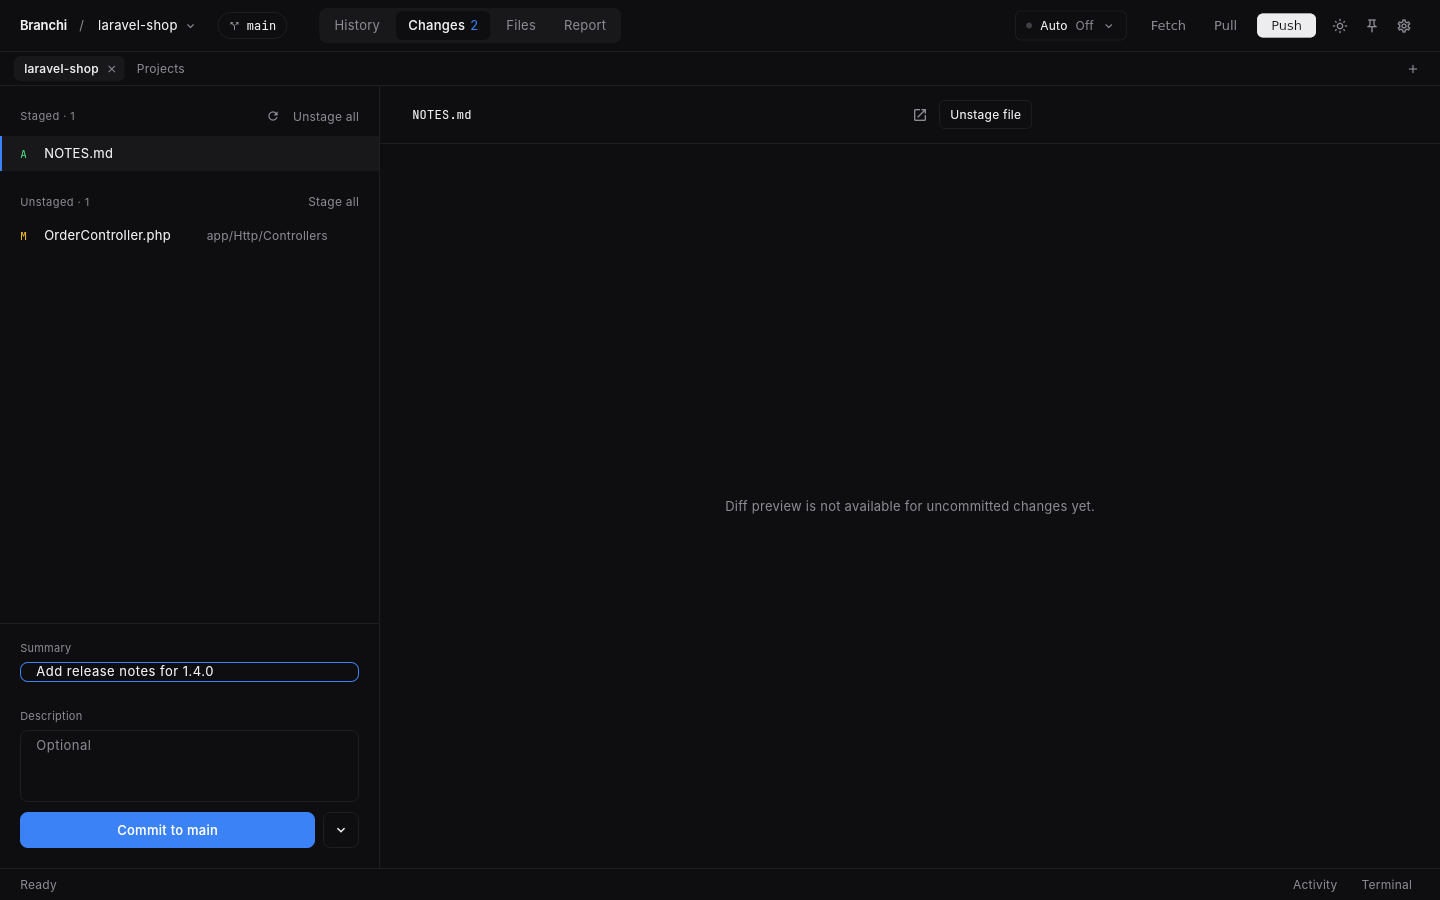 Branchi / laravel-shop main History Changes 2 Files Report Auto Off Fetch Pull Push
laravel-shop Projects
Staged · 1 Unstage all
A NOTES.md
Unstaged · 1 Stage all
M OrderController.php app/Http/Controllers
NOTES.md Unstage file
Diff preview is not available for uncommitted changes yet.
Summary
Add release notes for 1.4.0
Description
Optional
Commit to main
Ready Activity Terminal